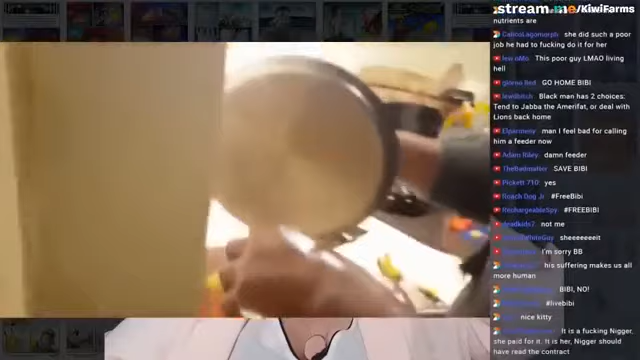 stream.me/KiwiFarms
nutrients are
CalicoLagomorph she did such a poor
job he had to fucking do it for her
This poor guy LMAO living
hell
GO HOME BIBI
Black man has 2 choices:
Tend to Jabba the Amerifat, or deal with
Lions back home
man I feel bad for calling
him a feeder now
Adam Riley damn feeder
SAVE BIBI
Pickett 710: yes
Roach Dog Jr #FreeBibi
RechargeableSpy #FREEBIBI
not me
sheeeeeeeit
I'm sorry BB
his suffering makes us all
more human
BIBI, NO!
#livebibi
nice kitty
It is a fucking Nigger,
she paid for it. It is her, Nigger should
have read the contract